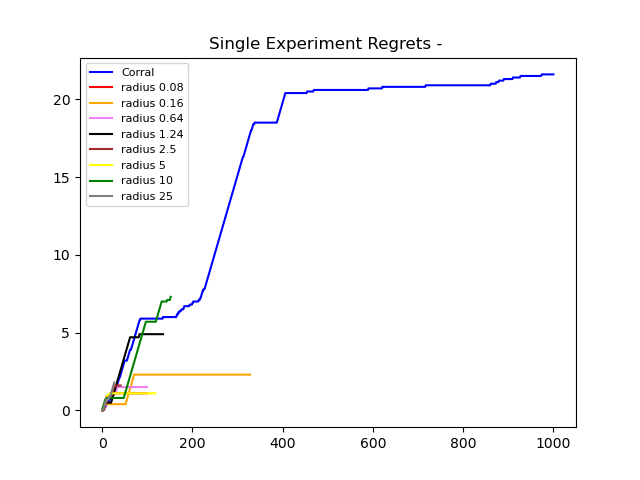 Single Experiment Regrets -
Corral
radius 0.08
radius 0.16
radius 0.64
radius 1.24
radius 2.5
radius 5
radius 10
radius 25
20
15
10
5
0
0 200 400 600 800 1000